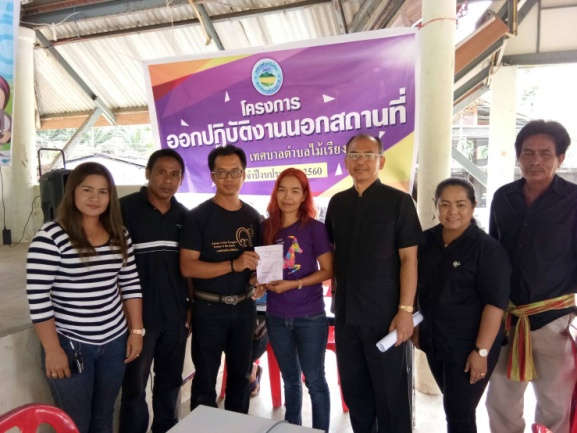 โครงการ
ออกปฏิบัติงานนอกสถานที่
เทศบาลตำบลไม้เรียง
2560